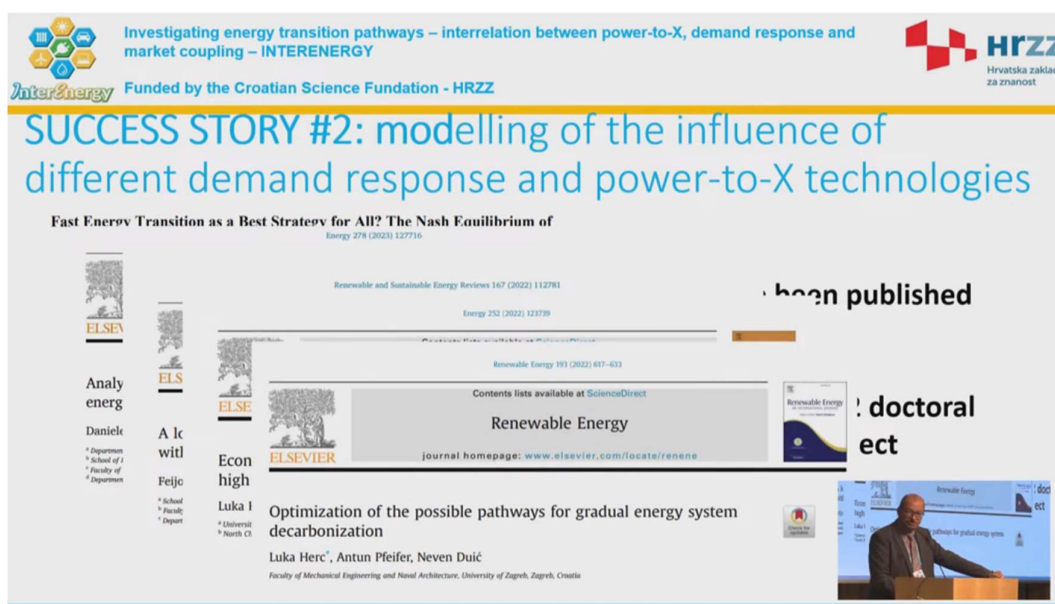 Investigating energy transition pathways – interrelation between power-to-X, demand response and
market coupling – INTERENERGY
Funded by the Croatian Science Fundation - HRZZ
InterEnergy
HRZZ
Hrvatska
za znanost
SUCCESS STORY #2: modelling of the influence of
different demand response and power-to-X technologies
Fast Energy Transition as a Best Strategy for All? The Nash Equilibrium of
Energy 278 (2023) 127716
Renewable and Sustainable Energy Reviews 167 (2022) 112781
been published
Energy 252 (2022) 123739
Renewable Energy 193 (2022) 617–633
Contents lists available at ScienceDirect
Renewable Energy
journal homepage: www.elsevier.com/locate/renene
ELSEVIER
Renewable Energy
doctoral
ect
Optimization of the possible pathways for gradual energy system
decarbonization
Luka Herc*, Antun Pfeifer, Neven Duić
Faculty of Mechanical Engineering and Naval Architecture, University of Zagreb, Zagreb, Croatia
Check for
updates